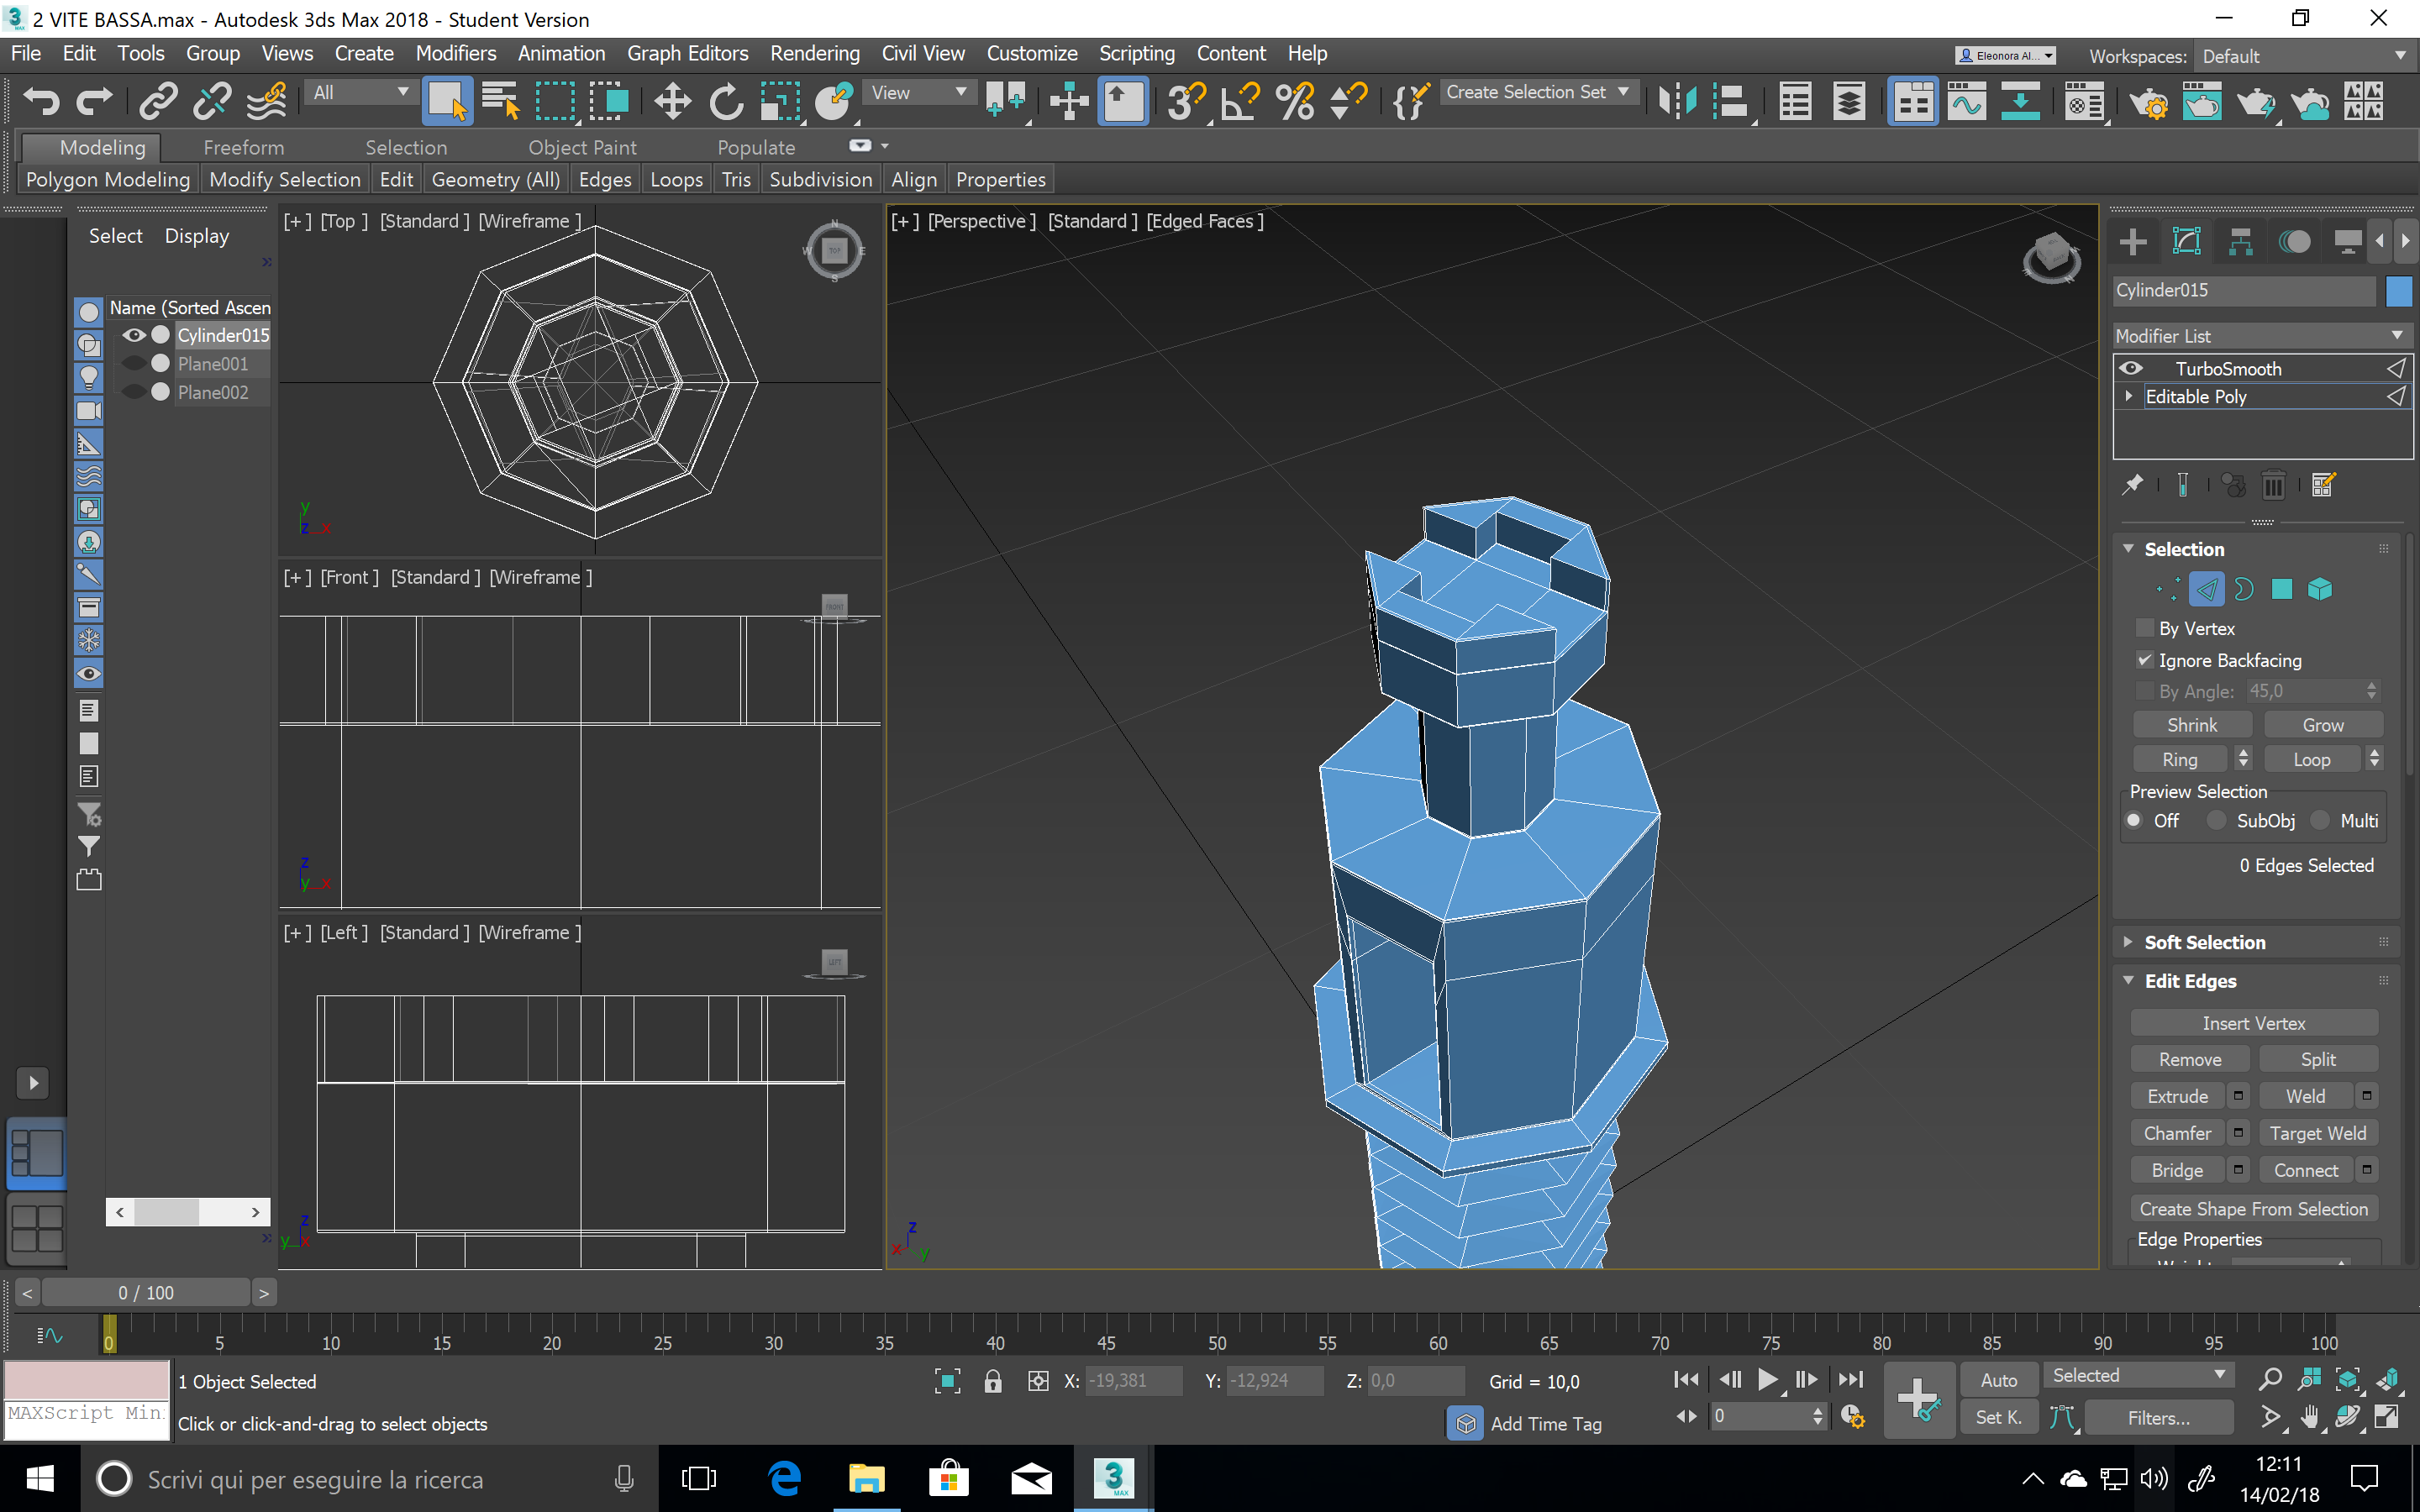 2 VITE BASSA.max - Autodesk 3ds Max 2018 - Student Version
File Edit Tools Group Views Create Modifiers Animation Graph Editors Rendering Civil View Customize Scripting Content Help
Eleonora Al... Workspaces: Default
All View Create Selection Set
Modeling Freeform Selection Object Paint Populate
Polygon Modeling Modify Selection Edit Geometry (All) Edges Loops Tris Subdivision Align Properties
Select Display
Name (Sorted Ascen
Cylinder015
Plane001
Plane002
[+] [Top] [Standard] [Wireframe]
N
W TOP E
S
y
z x
[+] [Front] [Standard] [Wireframe]
FRONT
z
y x
[+] [Left] [Standard] [Wireframe]
LEFT
z
y x
[+] [Perspective] [Standard] [Edged Faces]
z
x y
Cylinder015
Modifier List
TurboSmooth
Editable Poly
Selection
By Vertex
Ignore Backfacing
By Angle: 45,0
Shrink Grow
Ring Loop
Preview Selection
Off SubObj Multi
0 Edges Selected
Soft Selection
Edit Edges
Insert Vertex
Remove Split
Extrude Weld
Chamfer Target Weld
Bridge Connect
Create Shape From Selection
Edge Properties
< 0 / 100 >
0 5 10 15 20 25 30 35 40 45 50 55 60 65 70 75 80 85 90 95 100
1 Object Selected X: -19,381 Y: -12,924 Z: 0,0 Grid = 10,0 Auto Selected
MAXScript Min Click or click-and-drag to select objects Add Time Tag 0 Set K. Filters...
Scrivi qui per eseguire la ricerca
3
MAX
12:11
14/02/18